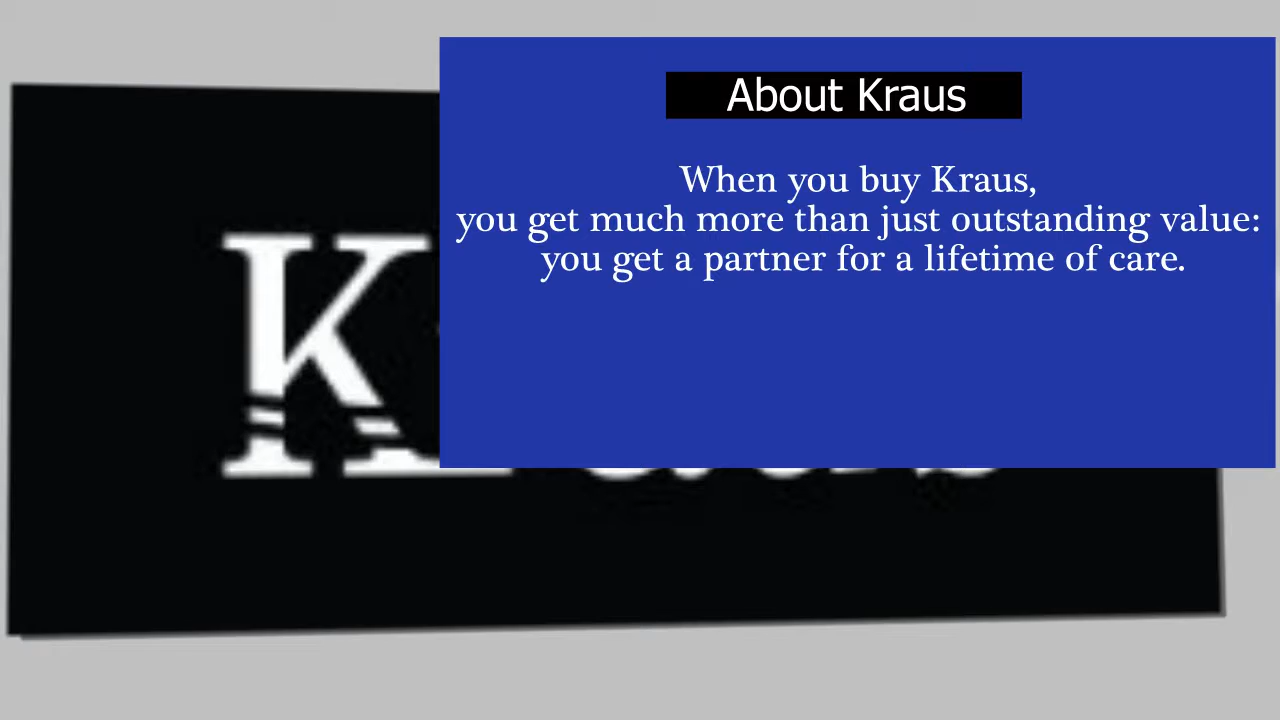 About Kraus
When you buy Kraus,
you get much more than just outstanding value:
you get a partner for a lifetime of care.
K